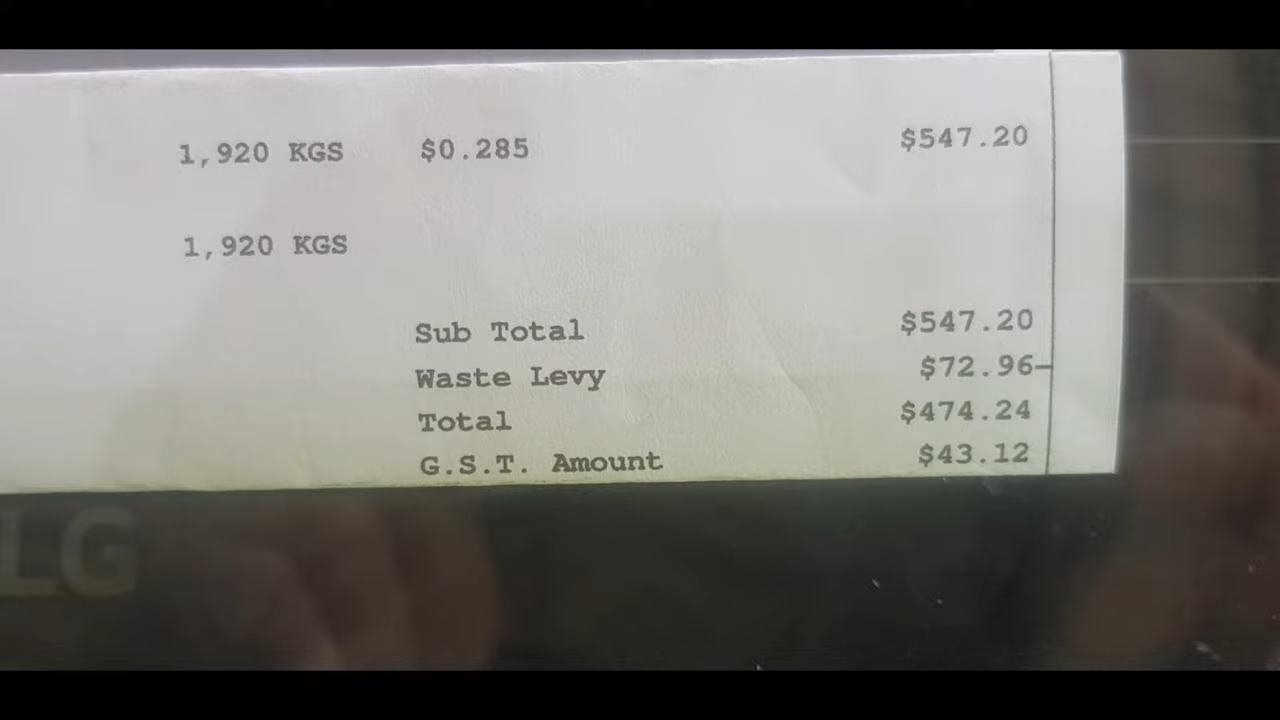 1,920 KGS $0.285 $547.20
1,920 KGS
Sub Total $547.20
Waste Levy $72.96-
Total $474.24
G.S.T. Amount $43.12
LG